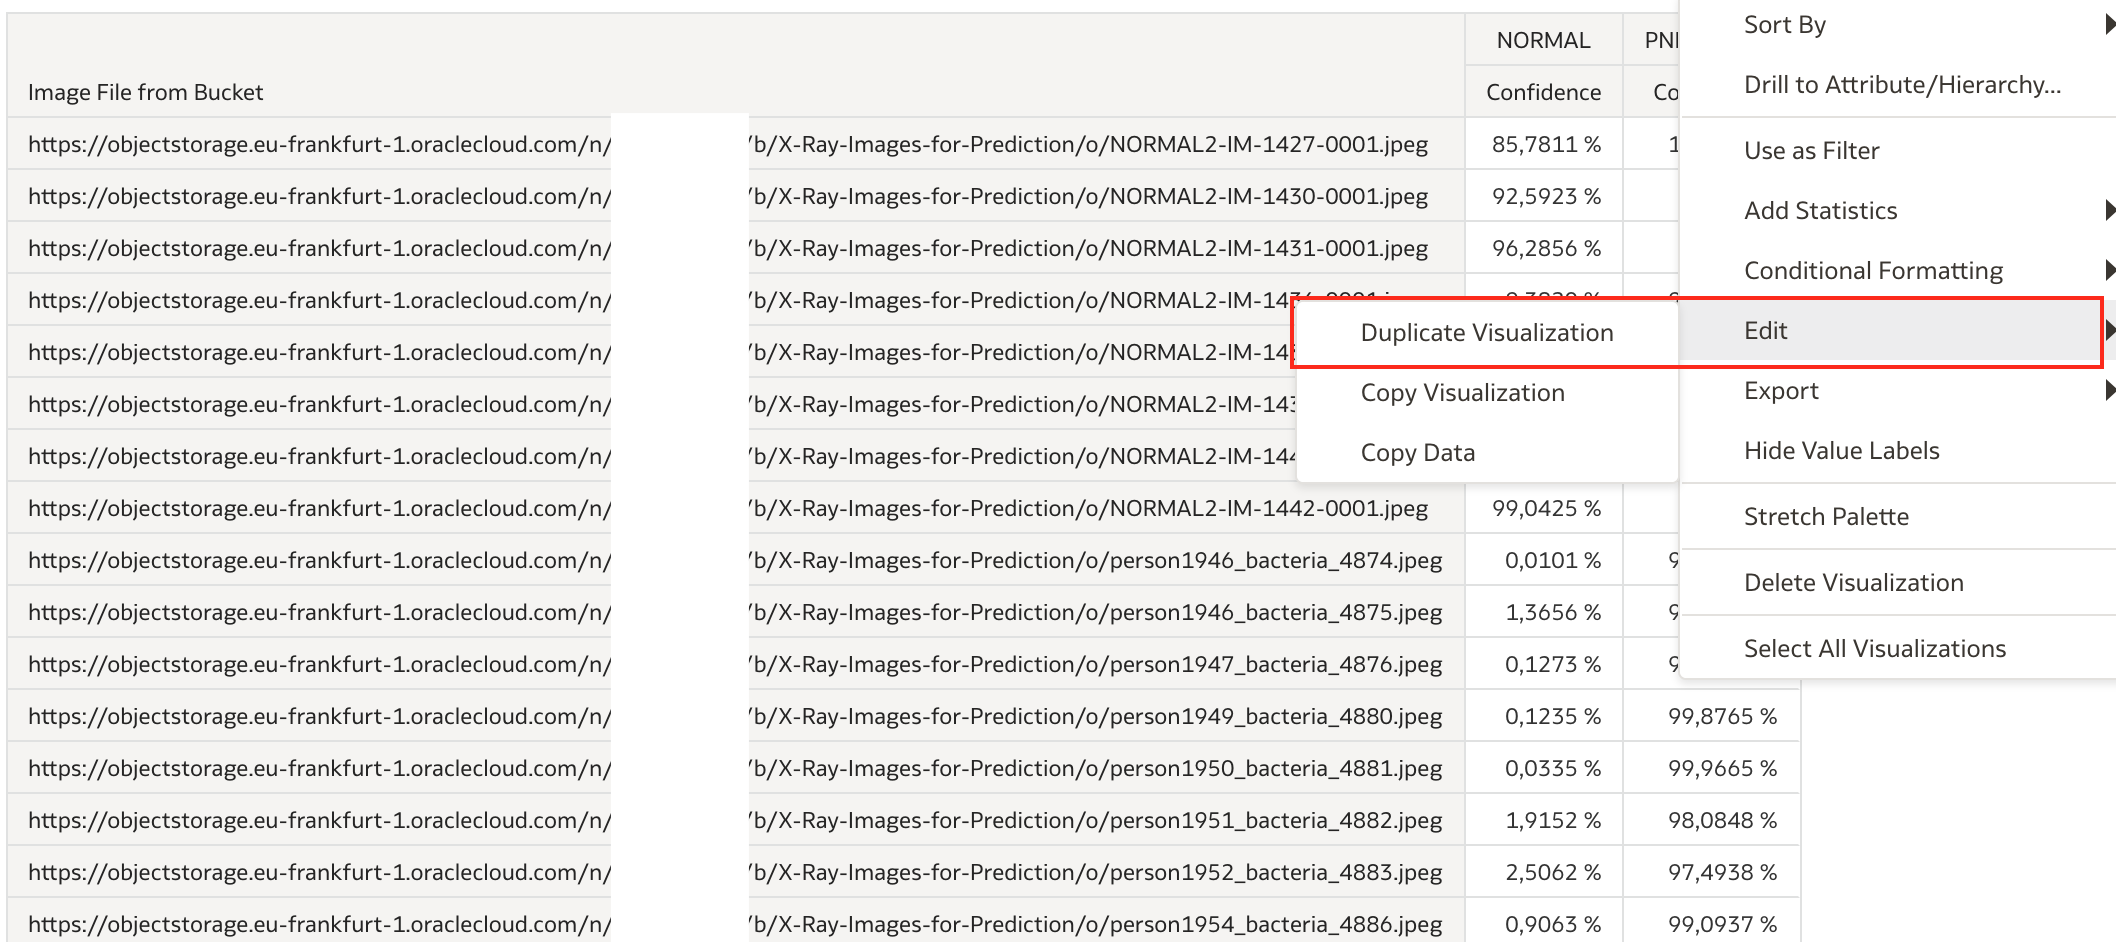 NORMAL PNI
Image File from Bucket Confidence Co
https://objectstorage.eu-frankfurt-1.oraclecloud.com/n/ /b/X-Ray-Images-for-Prediction/o/NORMAL2-IM-1427-0001.jpeg 85,7811 % 1
https://objectstorage.eu-frankfurt-1.oraclecloud.com/n/ /b/X-Ray-Images-for-Prediction/o/NORMAL2-IM-1430-0001.jpeg 92,5923 %
https://objectstorage.eu-frankfurt-1.oraclecloud.com/n/ /b/X-Ray-Images-for-Prediction/o/NORMAL2-IM-1431-0001.jpeg 96,2856 %
https://objectstorage.eu-frankfurt-1.oraclecloud.com/n/ /b/X-Ray-Images-for-Prediction/o/NORMAL2-IM-
https://objectstorage.eu-frankfurt-1.oraclecloud.com/n/ /b/X-Ray-Images-for-Prediction/o/NORMAL2-IM-14
https://objectstorage.eu-frankfurt-1.oraclecloud.com/n/ /b/X-Ray-Images-for-Prediction/o/NORMAL2-IM-143
https://objectstorage.eu-frankfurt-1.oraclecloud.com/n/ /b/X-Ray-Images-for-Prediction/o/NORMAL2-IM-144
https://objectstorage.eu-frankfurt-1.oraclecloud.com/n/ /b/X-Ray-Images-for-Prediction/o/NORMAL2-IM-1442-0001.jpeg 99,0425 %
https://objectstorage.eu-frankfurt-1.oraclecloud.com/n/ /b/X-Ray-Images-for-Prediction/o/person1946_bacteria_4874.jpeg 0,0101 % 9
https://objectstorage.eu-frankfurt-1.oraclecloud.com/n/ /b/X-Ray-Images-for-Prediction/o/person1946_bacteria_4875.jpeg 1,3656 % 9
https://objectstorage.eu-frankfurt-1.oraclecloud.com/n/ /b/X-Ray-Images-for-Prediction/o/person1947_bacteria_4876.jpeg 0,1273 % 9
https://objectstorage.eu-frankfurt-1.oraclecloud.com/n/ /b/X-Ray-Images-for-Prediction/o/person1949_bacteria_4880.jpeg 0,1235 % 99,8765 %
https://objectstorage.eu-frankfurt-1.oraclecloud.com/n/ /b/X-Ray-Images-for-Prediction/o/person1950_bacteria_4881.jpeg 0,0335 % 99,9665 %
https://objectstorage.eu-frankfurt-1.oraclecloud.com/n/ /b/X-Ray-Images-for-Prediction/o/person1951_bacteria_4882.jpeg 1,9152 % 98,0848 %
https://objectstorage.eu-frankfurt-1.oraclecloud.com/n/ /b/X-Ray-Images-for-Prediction/o/person1952_bacteria_4883.jpeg 2,5062 % 97,4938 %
https://objectstorage.eu-frankfurt-1.oraclecloud.com/n/ /b/X-Ray-Images-for-Prediction/o/person1954_bacteria_4886.jpeg 0,9063 % 99,0937 %
Duplicate Visualization
Copy Visualization
Copy Data
Sort By
Drill to Attribute/Hierarchy...
Use as Filter
Add Statistics
Conditional Formatting
Edit
Export
Hide Value Labels
Stretch Palette
Delete Visualization
Select All Visualizations